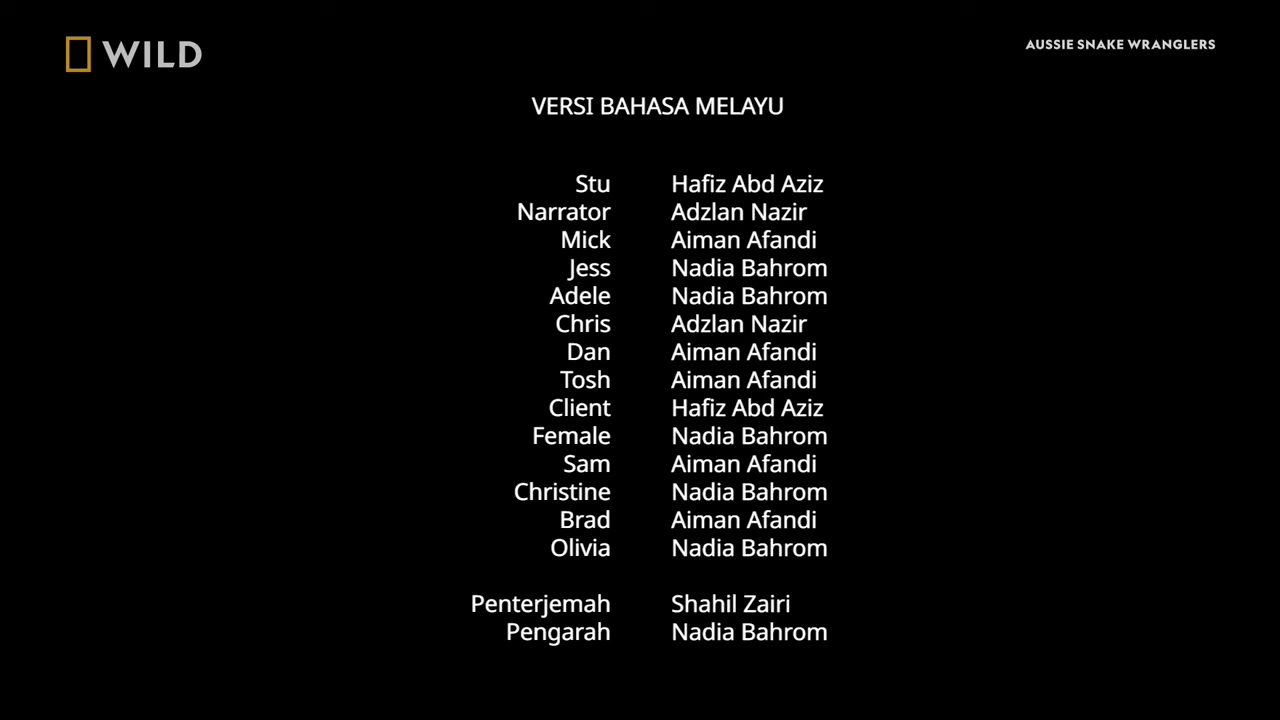 WILD
AUSSIE SNAKE WRANGLERS
VERSI BAHASA MELAYU
Stu Hafiz Abd Aziz
Narrator Adzlan Nazir
Mick Aiman Afandi
Jess Nadia Bahrom
Adele Nadia Bahrom
Chris Adzlan Nazir
Dan Aiman Afandi
Tosh Aiman Afandi
Client Hafiz Abd Aziz
Female Nadia Bahrom
Sam Aiman Afandi
Christine Nadia Bahrom
Brad Aiman Afandi
Olivia Nadia Bahrom
Penterjemah Shahil Zairi
Pengarah Nadia Bahrom